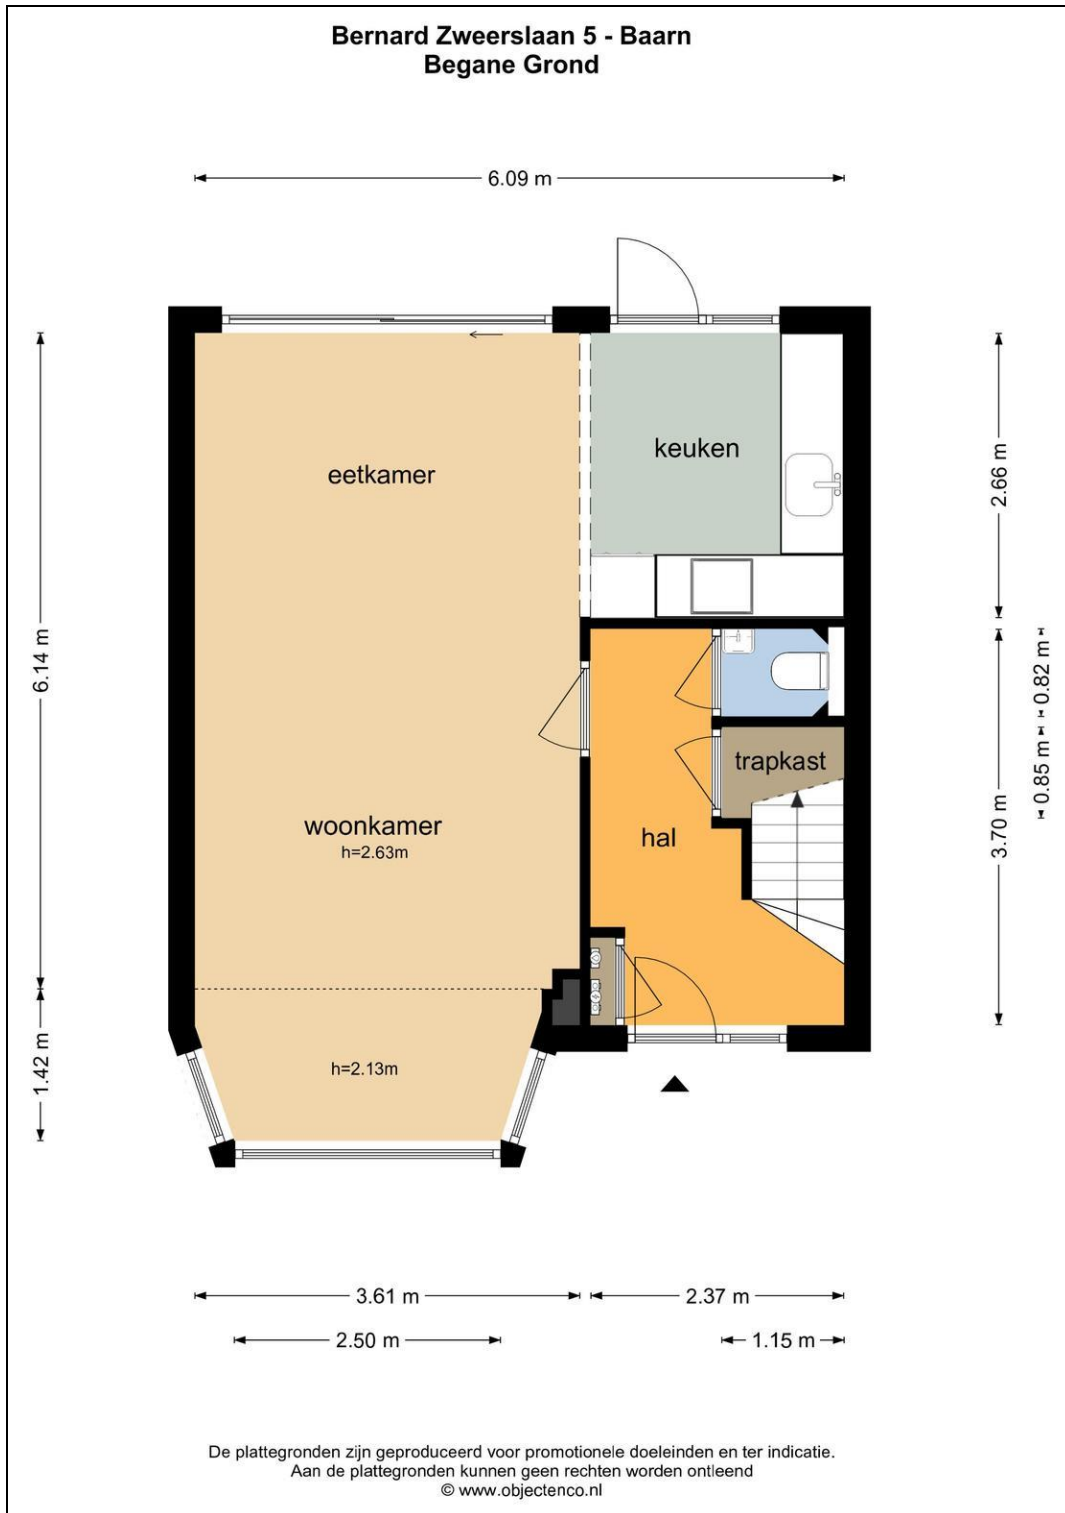 Bernard Zweerslaan 5 - Baarn
Begane Grond
6.09 m
keuken
eetkamer
2.66 m
6.14 m
0.82 m
trapkast
0.85 m
woonkamer
h=2.63m
hal
3.70 m
1.42 m
h=2.13m
3.61 m
2.37 m
2.50 m
1.15 m
De plattegronden zijn geproduceerd voor promotionele doeleinden en ter indicatie.
Aan de plattegronden kunnen geen rechten worden ontleend
© www.objectenco.nl